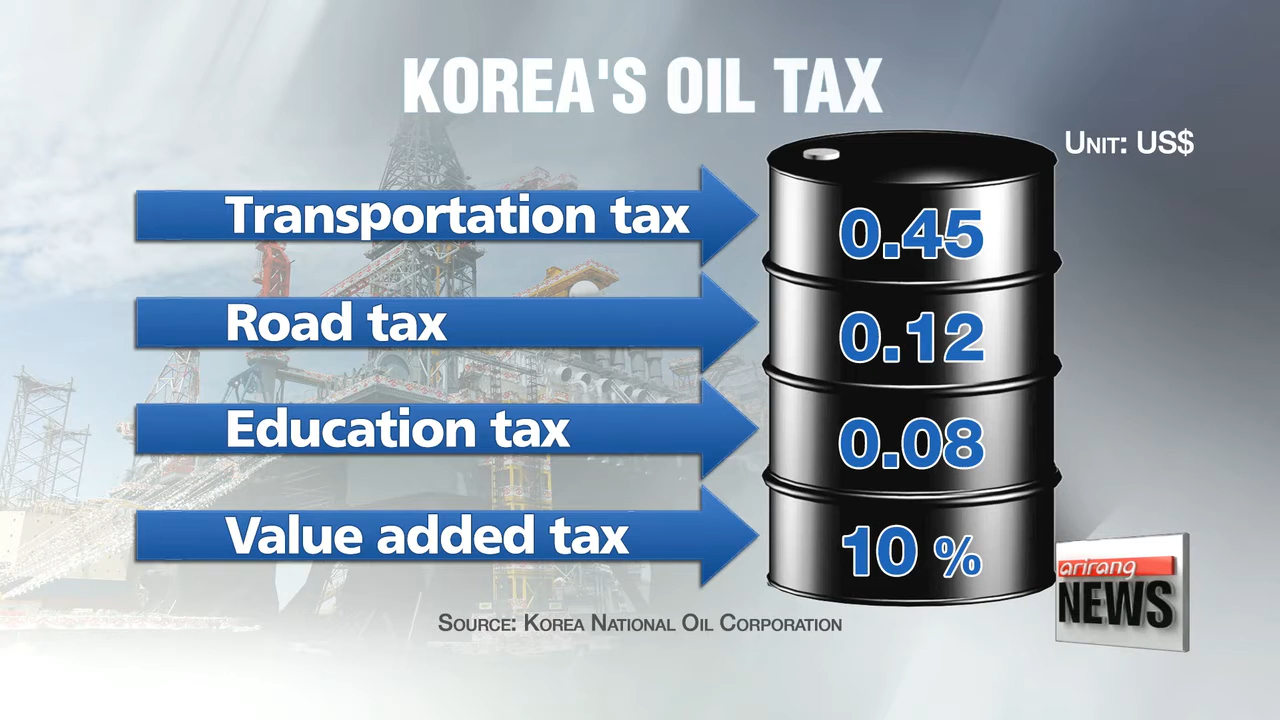 KOREA'S OIL TAX
UNIT: US$
Transportation tax 0.45
Road tax 0.12
Education tax 0.08
Value added tax 10 %
SOURCE: KOREA NATIONAL OIL CORPORATION
arirang
NEWS